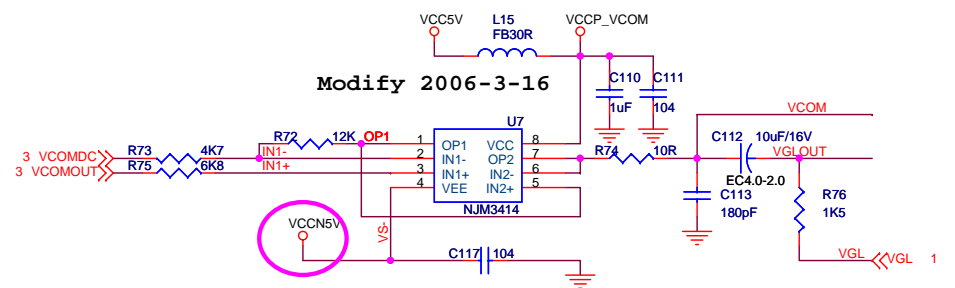 VCC5V L15 VCCP_VCOM
FB30R
Modify 2006-3-16
C110 C111
1uF 104
VCOM
U7
R72 12K OP1 1 OP1 VCC 8 C112 10uF/16V
3 VCOMDC R73 4K7 IN1- 2 IN1- OP2 7 R74 10R VGLOUT
3 VCOMOUT R75 6K8 IN1+ 3 IN1+ IN2- 6
4 VEE IN2+ 5 EC4.0-2.0
NJM3414 C113 R76
180pF 1K5
VCCN5V
VS-
C117 104 VGL VGL 1